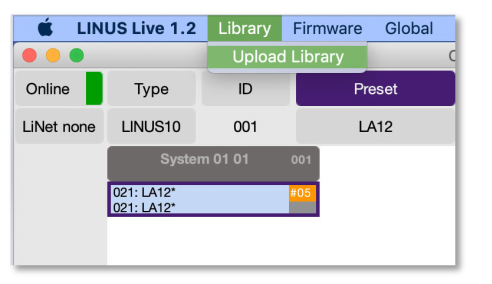 LINUS Live 1.2 Library Firmware Global
Upload Library
Online Type ID Preset
LiNet none LINUS10 001 LA12
System 01 01 001
021: LA12* #05
021: LA12*